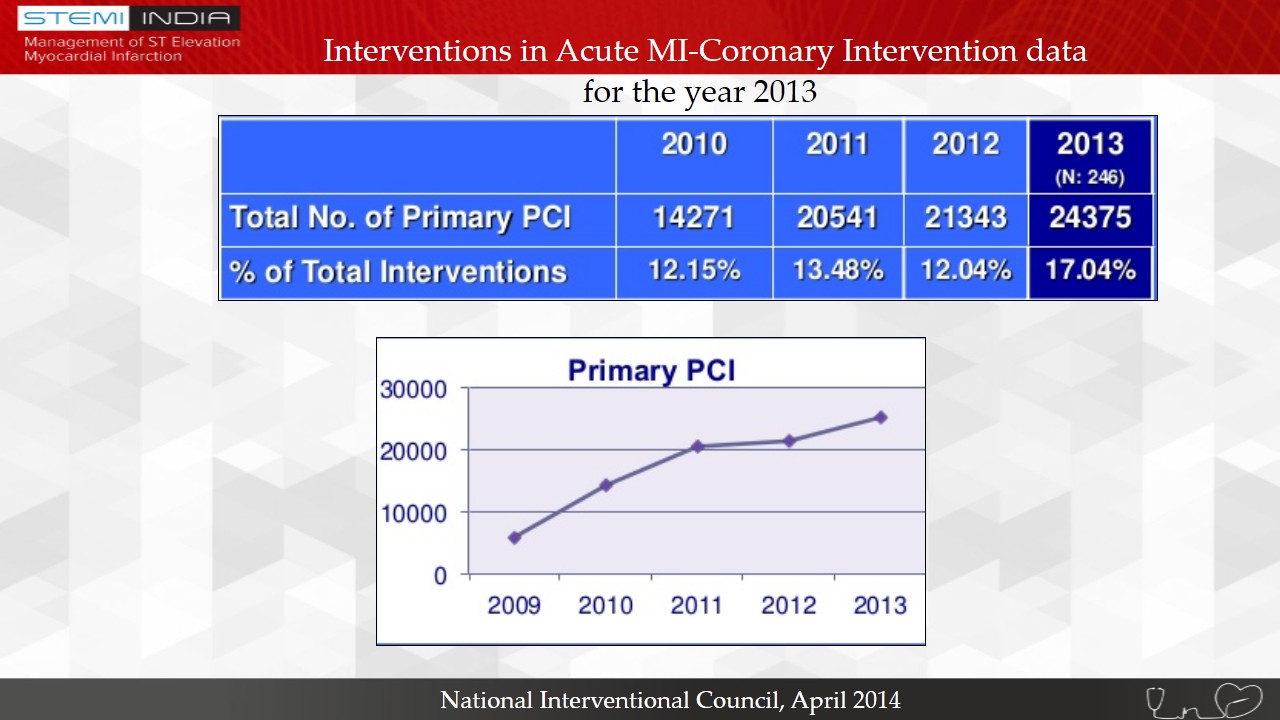 STEMI INDIA
Management of ST Elevation
Myocardial Infarction
Interventions in Acute MI-Coronary Intervention data
for the year 2013
2010 2011 2012 2013
(N: 246)
Total No. of Primary PCI 14271 20541 21343 24375
% of Total Interventions 12.15% 13.48% 12.04% 17.04%
Primary PCI
30000
20000
10000
0
2009 2010 2011 2012 2013
National Interventional Council, April 2014